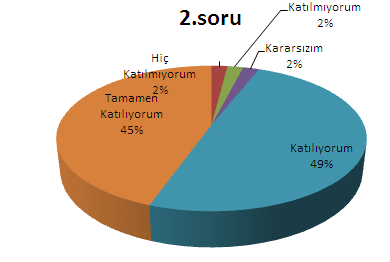 2.soru
Hiç
Katılmıyorum
2%
Katılmıyorum
2%
Kararsızım
2%
Katılıyorum
49%
Tamamen
Katılıyorum
45%